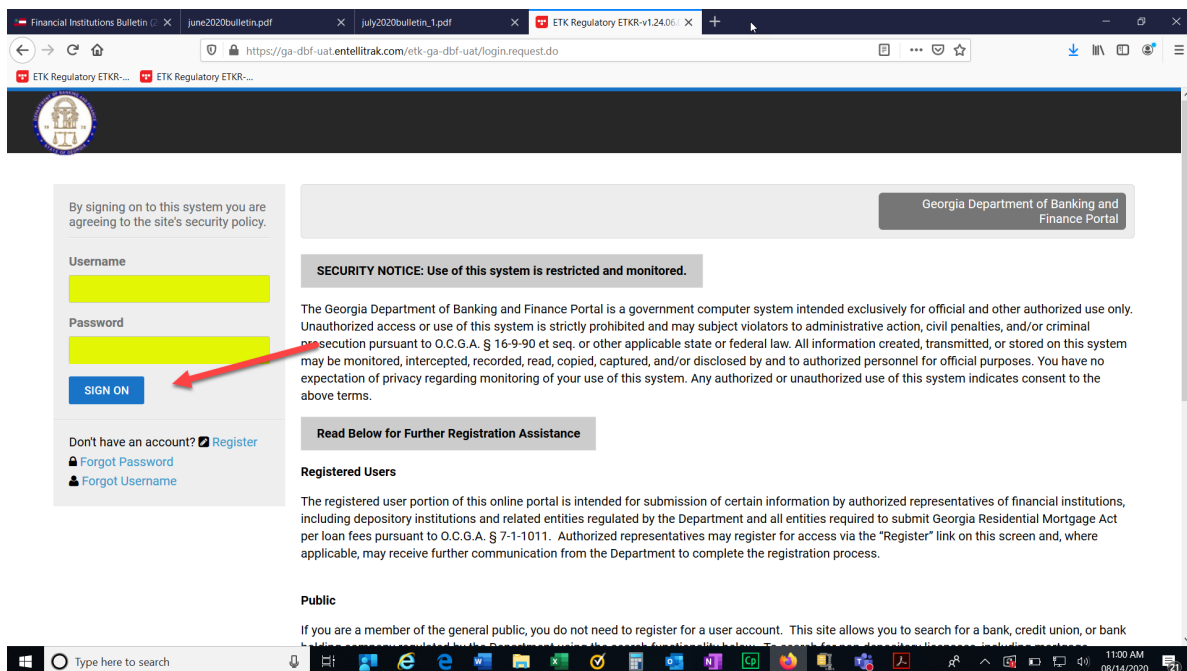 Financial Institutions Bulletin (2
june2020bulletin.pdf
july2020bulletin_1.pdf
ETK Regulatory ETKR-v1.24.06.0
https://ga-dbf-uat.entellitrak.com/etk-ga-dbf-uat/login.request.do
ETK Regulatory ETKR-...
ETK Regulatory ETKR-...
By signing on to this system you are
agreeing to the site's security policy.
Username
Password
SIGN ON
Don't have an account? Register
Forgot Password
Forgot Username
Georgia Department of Banking and
Finance Portal
SECURITY NOTICE: Use of this system is restricted and monitored.
The Georgia Department of Banking and Finance Portal is a government computer system intended exclusively for official and other authorized use only.
Unauthorized access or use of this system is strictly prohibited and may subject violators to administrative action, civil penalties, and/or criminal
prosecution pursuant to O.C.G.A. § 16-9-90 et seq. or other applicable state or federal law. All information created, transmitted, or stored on this system
may be monitored, intercepted, recorded, read, copied, captured, and/or disclosed by and to authorized personnel for official purposes. You have no
expectation of privacy regarding monitoring of your use of this system. Any authorized or unauthorized use of this system indicates consent to the
above terms.
Read Below for Further Registration Assistance
Registered Users
The registered user portion of this online portal is intended for submission of certain information by authorized representatives of financial institutions,
including depository institutions and related entities regulated by the Department and all entities required to submit Georgia Residential Mortgage Act
per loan fees pursuant to O.C.G.A. § 7-1-1011. Authorized representatives may register for access via the “Register” link on this screen and, where
applicable, may receive further communication from the Department to complete the registration process.
Public
If you are a member of the general public, you do not need to register for a user account. This site allows you to search for a bank, credit union, or bank
Type here to search
11:00 AM
08/14/2020
21